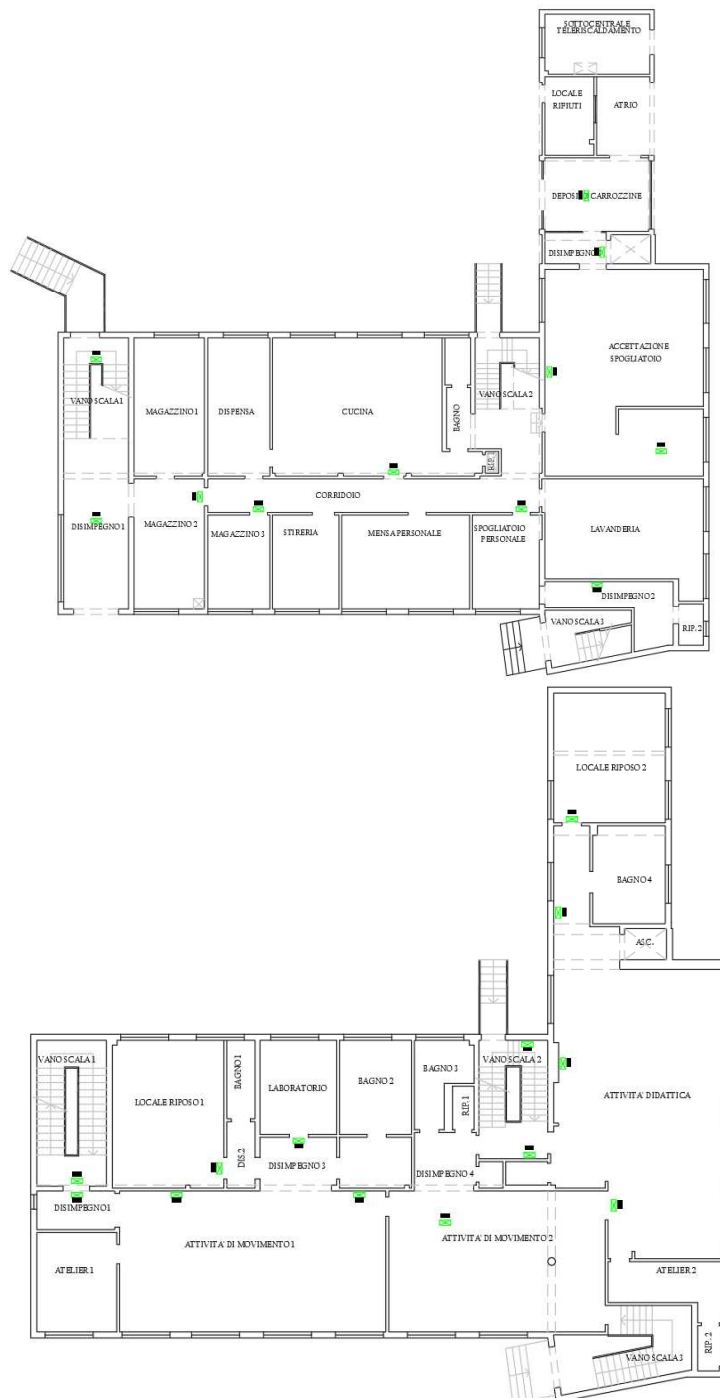 SOTTOCENTRALE
TELERISCALDAMENTO
LOCALE
RIFIUTI
ATRIO
DEPOSI CARROZZINE
DISIMPEGNO
ACCETTAZIONE
SPOGLIATOIO
VANO SCALA 1
MAGAZZINO 1
DISPENSA
CUCINA
BAGNO
VANO SCALA 2
RIP.
CORRIDOIO
DISIMPEGNO 1
MAGAZZINO 2
MAGAZZINO 3
STIRERIA
MENSA PERSONALE
SPOGLIATOIO
PERSONALE
LAVANDERIA
DISIMPEGNO 2
VANO SCALA 3
RIP. 2
LOCALE RIPOSO 2
BAGNO 4
ASC.
VANO SCALA 1
LOCALE RIPOSO 1
BAGNO 1
LABORATORIO
BAGNO 2
BAGNO 3
RIP. 1
VANO SCALA 2
ATTIVITA' DIDATTICA
DIS.2
DISIMPEGNO 3
DISIMPEGNO 4
DISIMPEGNO 1
ATTIVITA' DI MOVIMENTO 1
ATTIVITA' DI MOVIMENTO 2
ATELIER 1
ATELIER 2
VANO SCALA 3
RIP. 2